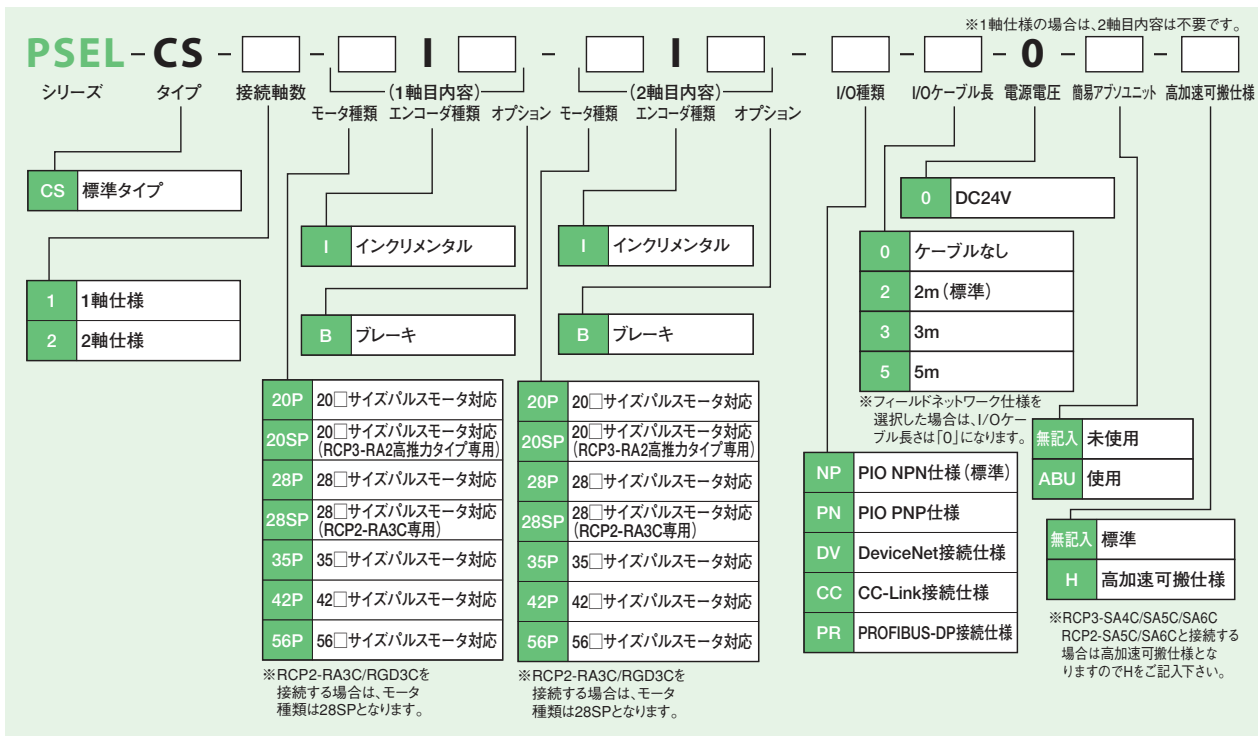 ※1軸仕様の場合は、2軸目内容は不要です。
PSEL-CS-□-□I□-□I□-□-□-0-□-□
シリーズ
タイプ
接続軸数
(1軸目内容)
モータ種類 エンコーダ種類 オプション
(2軸目内容)
モータ種類 エンコーダ種類 オプション
I/O種類
I/Oケーブル長
電源電圧
簡易アブソユニット
高加速可搬仕様
CS 標準タイプ
1 1軸仕様
2 2軸仕様
I インクリメンタル
B ブレーキ
20P 20□サイズパルスモータ対応
20SP 20□サイズパルスモータ対応
(RCP3-RA2高推力タイプ専用)
28P 28□サイズパルスモータ対応
28SP 28□サイズパルスモータ対応
(RCP2-RA3C専用)
35P 35□サイズパルスモータ対応
42P 42□サイズパルスモータ対応
56P 56□サイズパルスモータ対応
※RCP2-RA3C/RGD3Cを
接続する場合は、モータ
種類は28SPとなります。
I インクリメンタル
B ブレーキ
20P 20□サイズパルスモータ対応
20SP 20□サイズパルスモータ対応
(RCP3-RA2高推力タイプ専用)
28P 28□サイズパルスモータ対応
28SP 28□サイズパルスモータ対応
(RCP2-RA3C専用)
35P 35□サイズパルスモータ対応
42P 42□サイズパルスモータ対応
56P 56□サイズパルスモータ対応
※RCP2-RA3C/RGD3Cを
接続する場合は、モータ
種類は28SPとなります。
NP PIO NPN仕様(標準)
PN PIO PNP仕様
DV DeviceNet接続仕様
CC CC-Link接続仕様
PR PROFIBUS-DP接続仕様
0 DC24V
0 ケーブルなし
2 2m(標準)
3 3m
5 5m
※フィールドネットワーク仕様を
選択した場合は、I/Oケー
ブル長さは「0」になります。
無記入 未使用
ABU 使用
無記入 標準
H 高加速可搬仕様
※RCP3-SA4C/SA5C/SA6C
RCP2-SA5C/SA6Cと接続する
場合は高加速可搬仕様とな
りますのでHをご記入下さい。